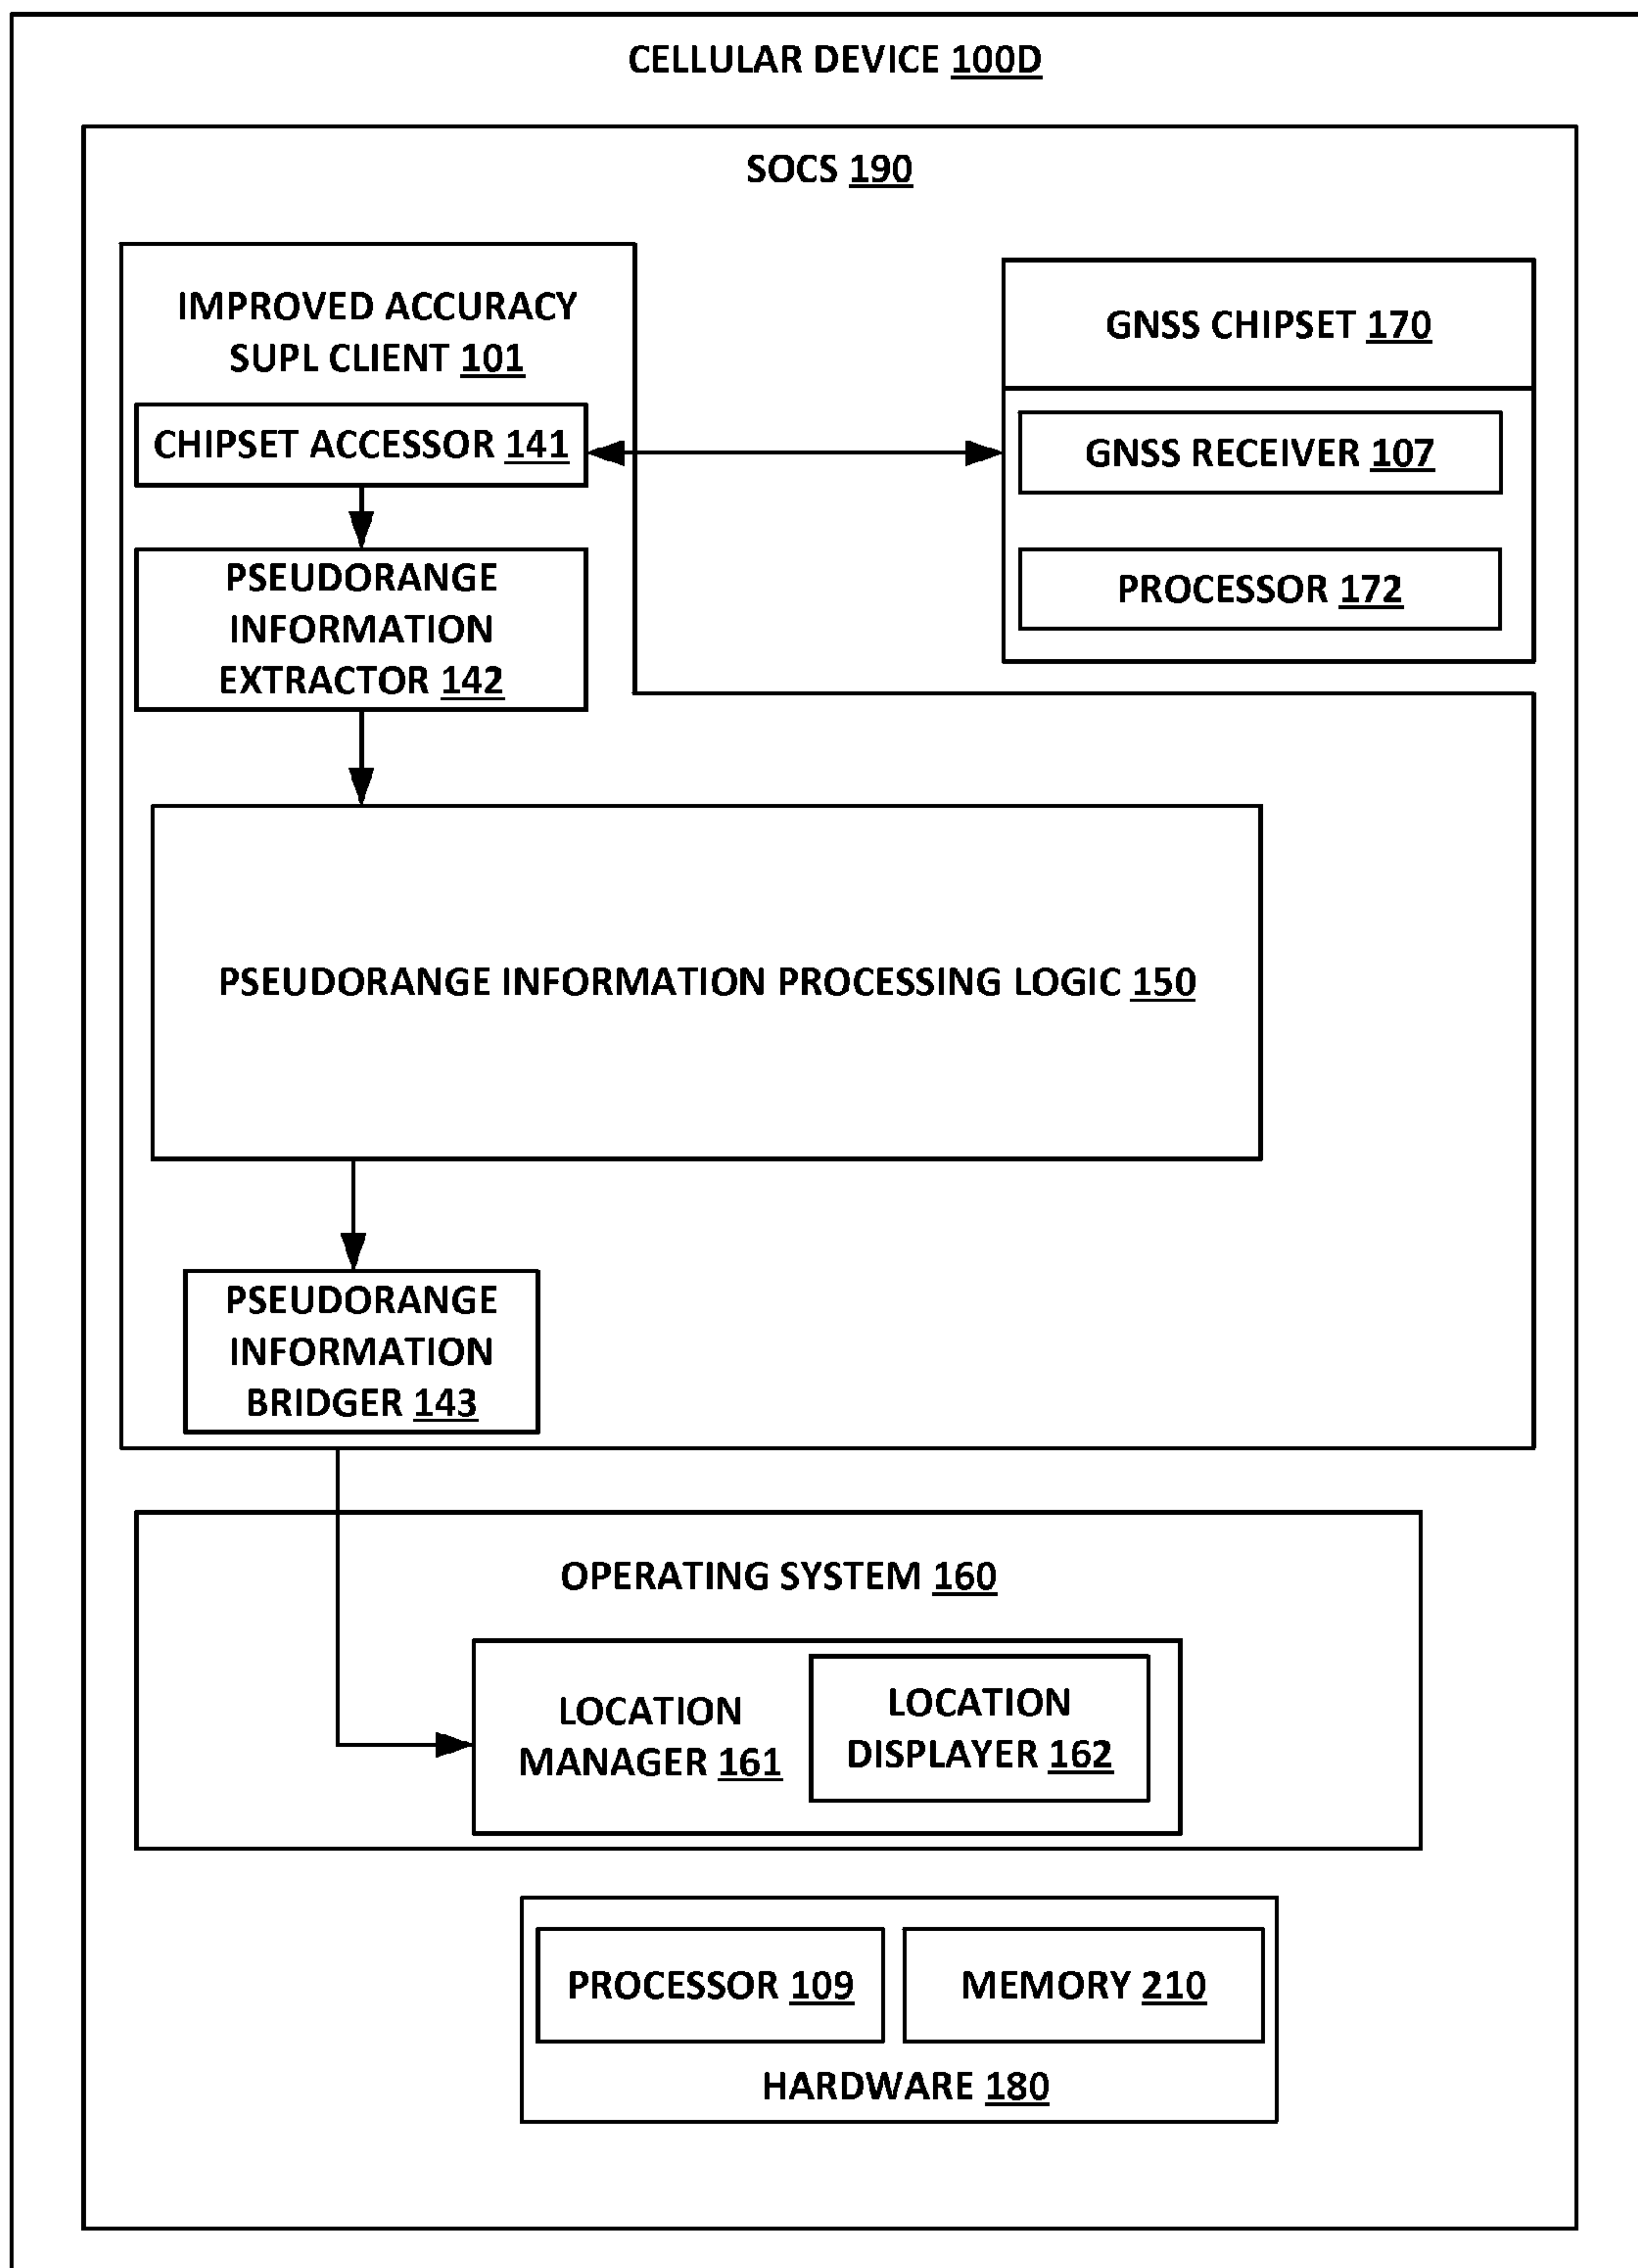 CELLULAR DEVICE 100D
SOCS 190
IMPROVED ACCURACY
SUPL CLIENT 101
CHIPSET ACCESSOR 141
PSEUDORANGE
INFORMATION
EXTRACTOR 142
GNSS CHIPSET 170
GNSS RECEIVER 107
PROCESSOR 172
PSEUDORANGE INFORMATION PROCESSING LOGIC 150
PSEUDORANGE
INFORMATION
BRIDGER 143
OPERATING SYSTEM 160
LOCATION
MANAGER 161
LOCATION
DISPLAYER 162
PROCESSOR 109
MEMORY 210
HARDWARE 180